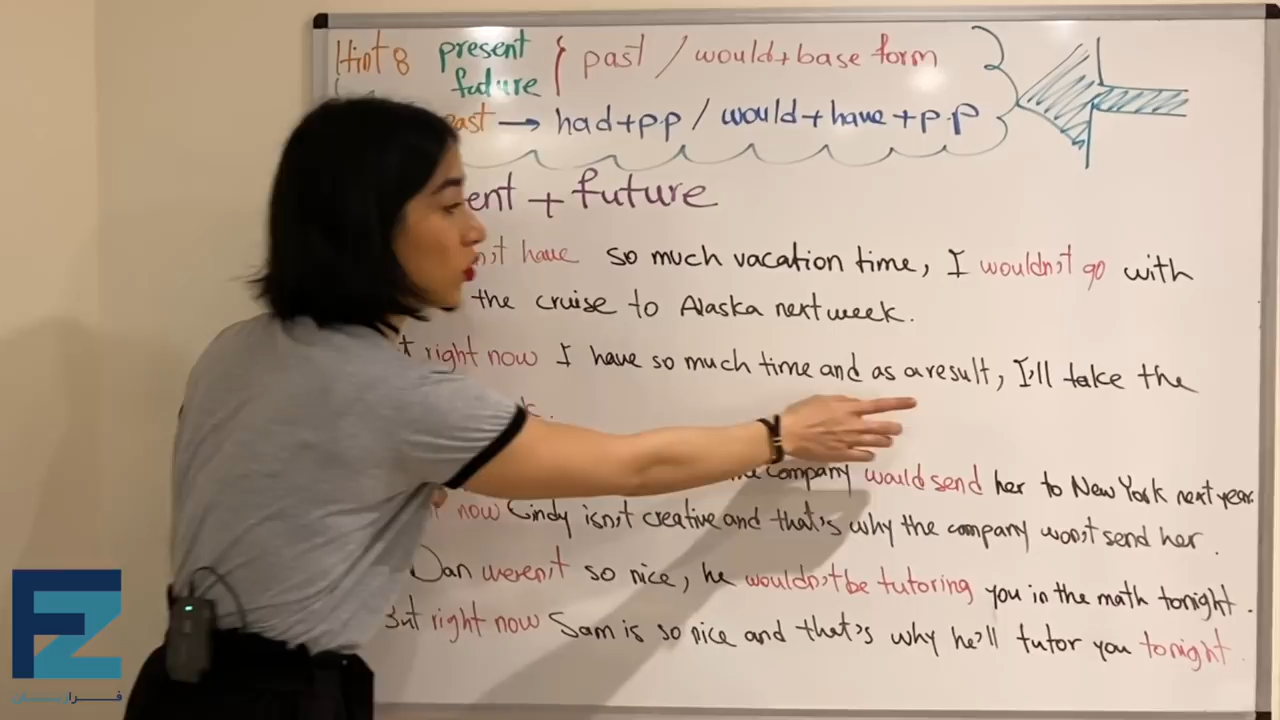 Hint 8 present { past / would+base form
future
ast → had+pp / would+have+p.p
ent + future
n't have so much vacation time, I wouldn't go with
the cruise to Alaska next week.
t right now I have so much time and as a result, I'll take the
k.
company would send her to New York next year.
now Cindy isn't creative and that's why the company won't send her.
Dan weren't so nice, he wouldn't be tutoring you in the math tonight.
But right now Sam is so nice and that's why he'll tutor you tonight.
FZ